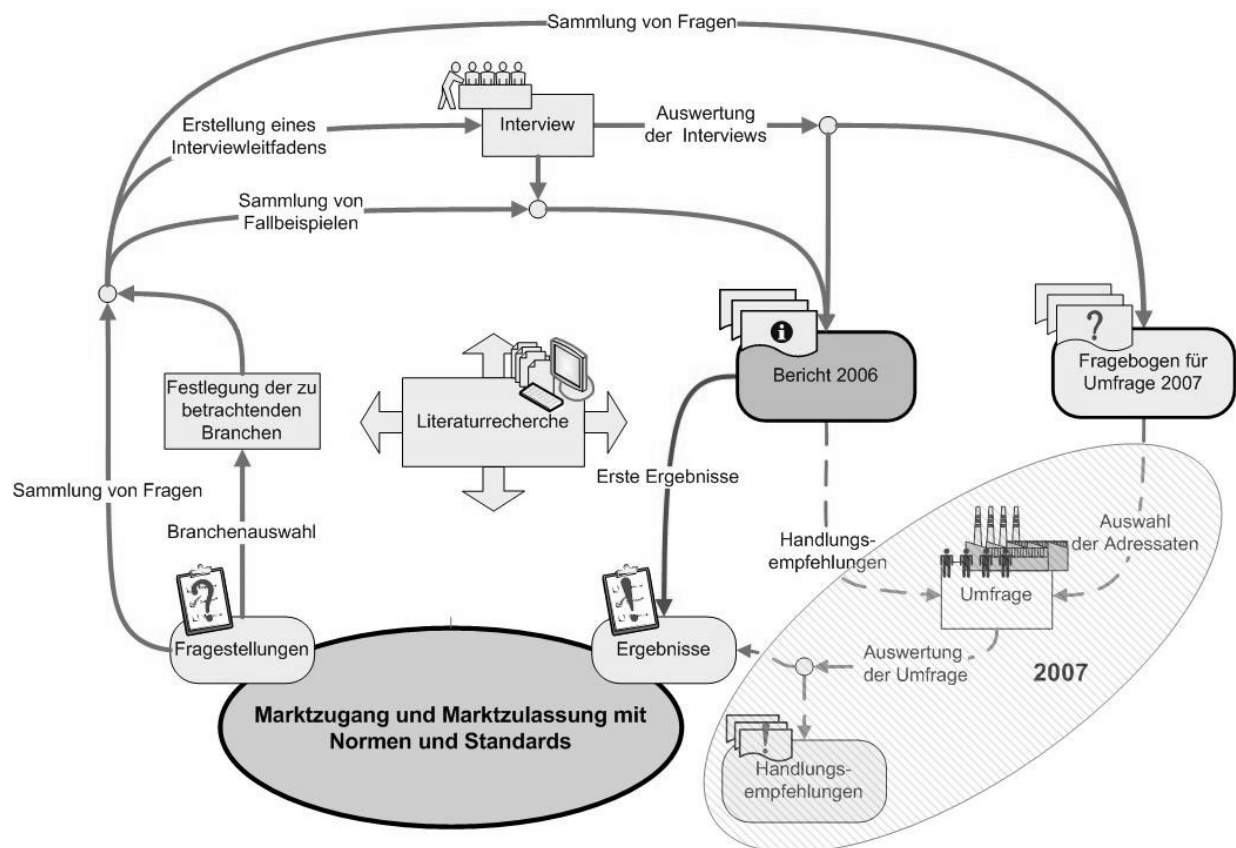 Sammlung von Fragen
Erstellung eines
Interviewleitfadens
Interview
Auswertung
der Interviews
Sammlung von
Fallbeispielen
Festlegung der zu
betrachtenden
Branchen
Literaturrecherche
Bericht 2006
Fragebogen für
Umfrage 2007
Sammlung von Fragen
Branchenauswahl
Erste Ergebnisse
Handlungs-
empfehlungen
Auswahl
der Adressaten
Umfrage
Fragestellungen
Ergebnisse
Auswertung
der Umfrage
2007
Marktzugang und Marktzulassung mit
Normen und Standards
Handlungs-
empfehlungen